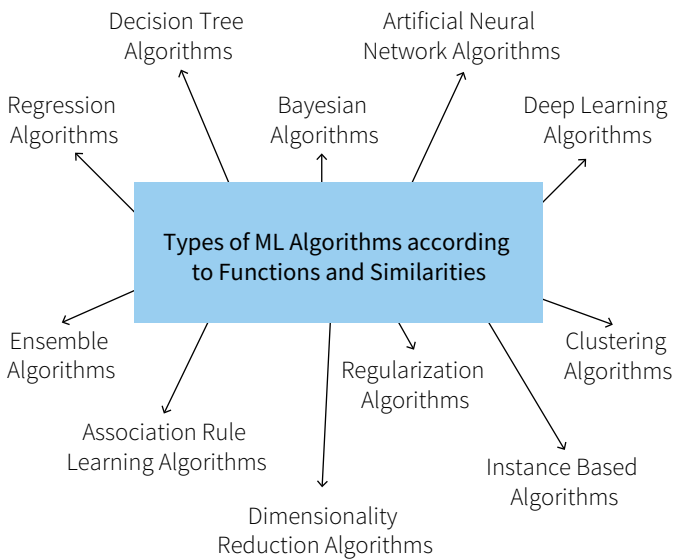 Decision Tree
Algorithms
Artificial Neural
Network Algorithms
Regression
Algorithms
Bayesian
Algorithms
Deep Learning
Algorithms
Types of ML Algorithms according
to Functions and Similarities
Ensemble
Algorithms
Clustering
Algorithms
Regularization
Algorithms
Association Rule
Learning Algorithms
Instance Based
Algorithms
Dimensionality
Reduction Algorithms